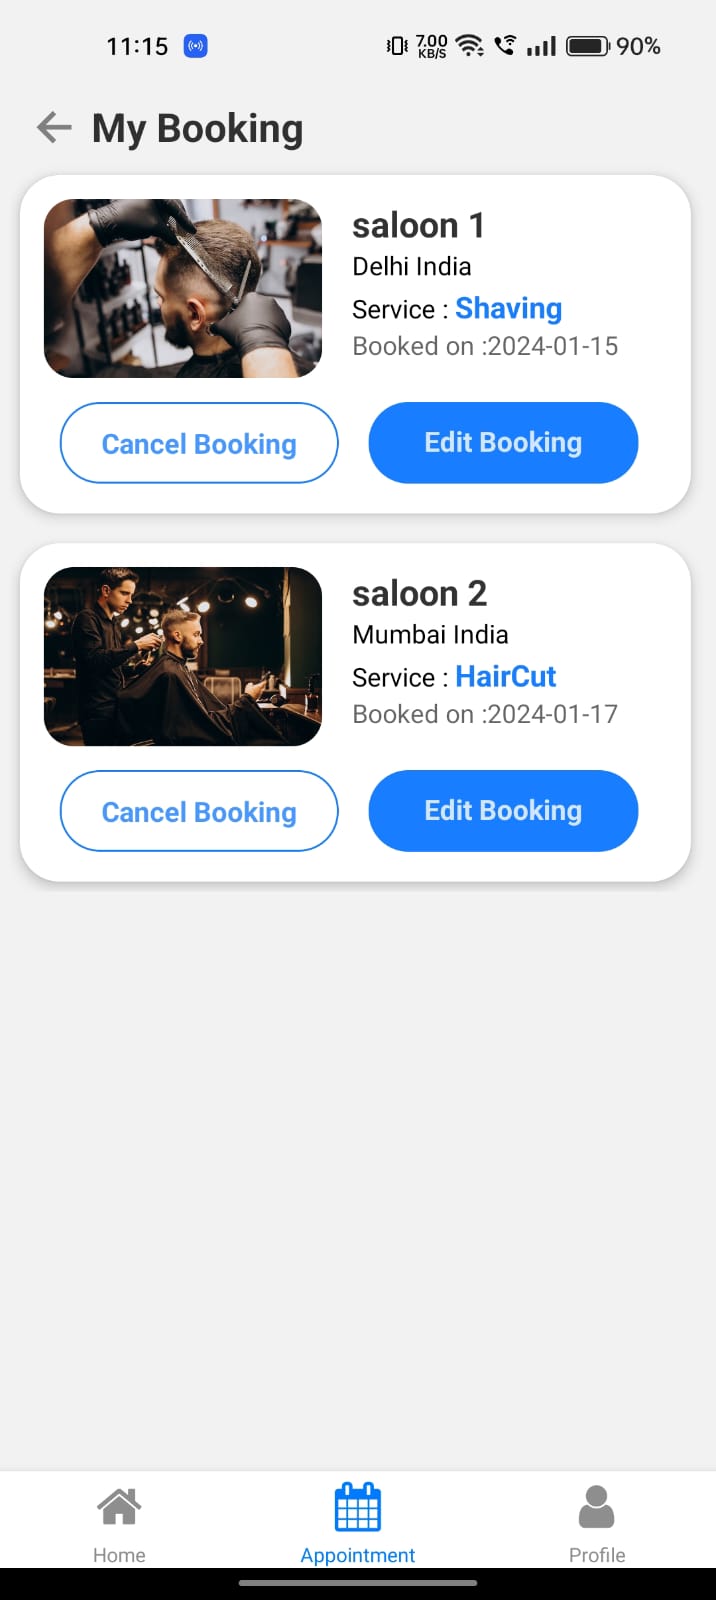 11:15 7.00 KB/S 90%
My Booking
saloon 1
Delhi India
Service : Shaving
Booked on :2024-01-15
Cancel Booking Edit Booking
saloon 2
Mumbai India
Service : HairCut
Booked on :2024-01-17
Cancel Booking Edit Booking
Home Appointment Profile